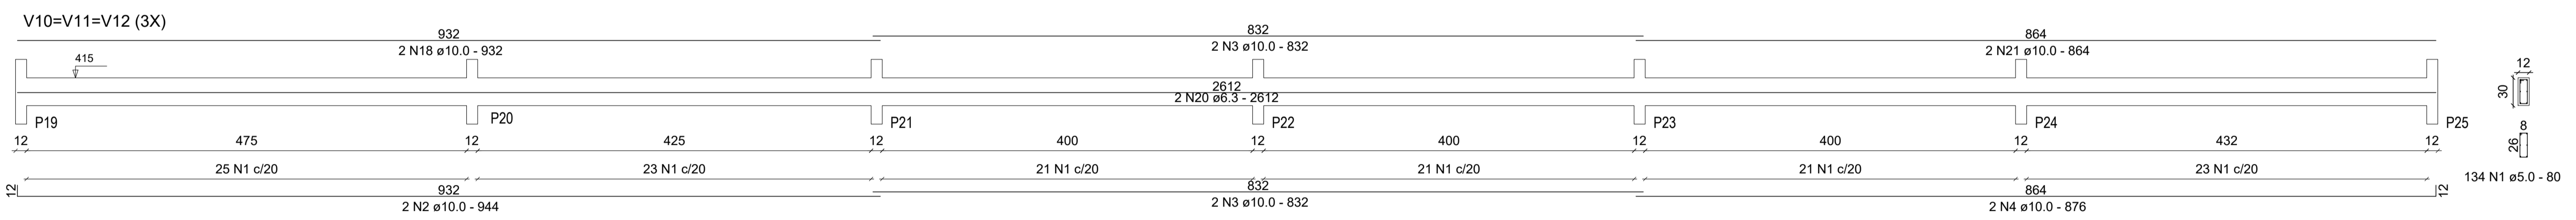 V10=V11=V12 (3X)
932
2 N18 ø10.0 - 932
832
2 N3 ø10.0 - 832
864
2 N21 ø10.0 - 864
415
2612
2 N20 ø6.3 - 2612
12
30
P19
P20
P21
P22
P23
P24
P25
12 475 12 425 12 400 12 400 12 400 12 432 12
8
26
25 N1 c/20 23 N1 c/20 21 N1 c/20 21 N1 c/20 21 N1 c/20 23 N1 c/20
134 N1 ø5.0 - 80
12 932 832 864 12
2 N2 ø10.0 - 944 2 N3 ø10.0 - 832 2 N4 ø10.0 - 876